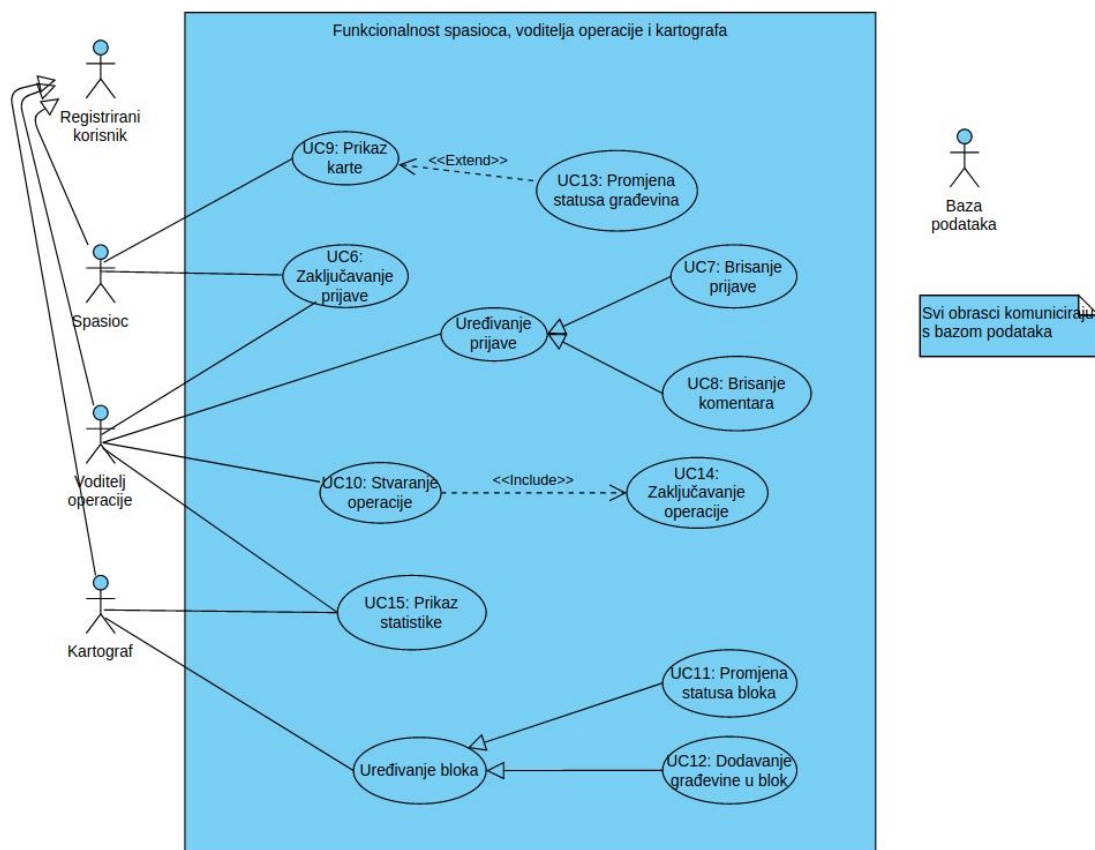 Funkcionalnost spasioca, voditelja operacije i kartografa
Registrirani
korisnik
UC9: Prikaz
karte
<<Extend>>
UC13: Promjena
statusa građevina
Baza
podataka
Spasioc
UC6:
Zaključavanje
prijave
UC7: Brisanje
prijave
Svi obrasci komuniciraju
s bazom podataka
Uređivanje
prijave
UC8: Brisanje
komentara
Voditelj
operacije
UC10: Stvaranje
operacije
<<Include>>
UC14:
Zaključavanje
operacije
Kartograf
UC15: Prikaz
statistike
UC11: Promjena
statusa bloka
Uređivanje bloka
UC12: Dodavanje
građevine u blok